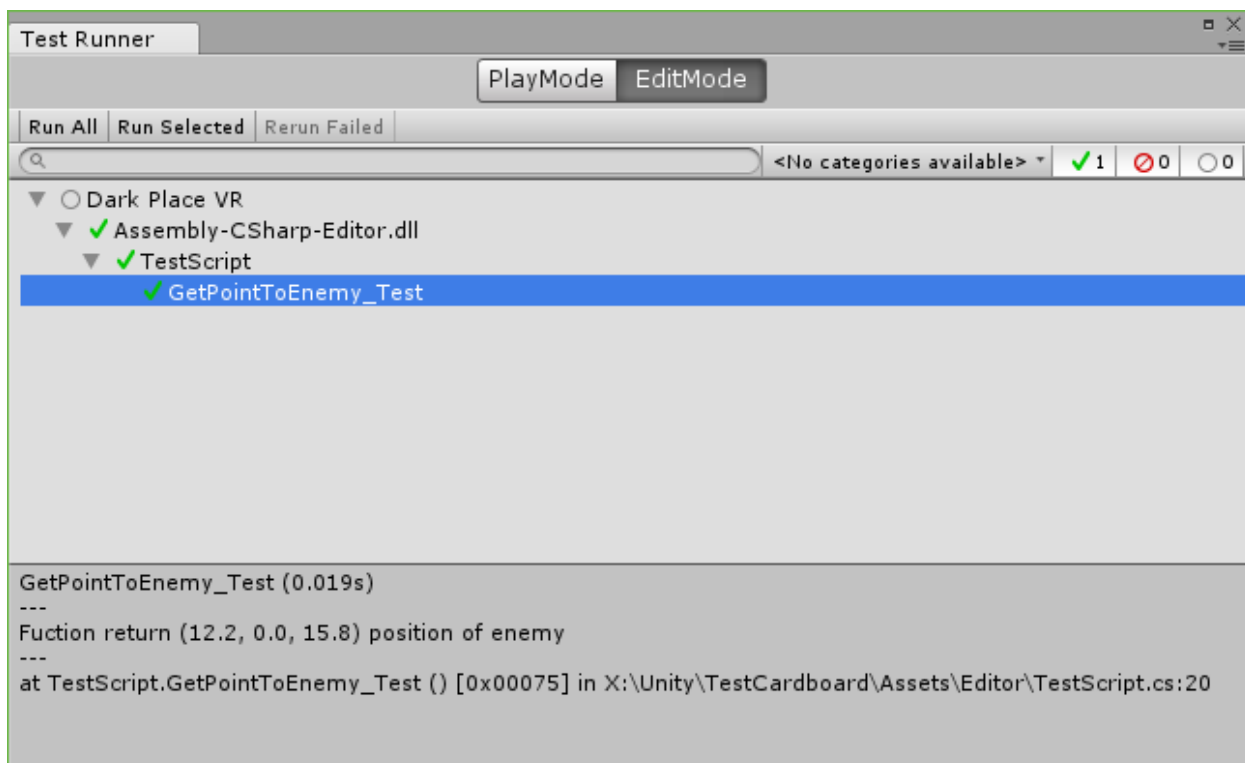 Test Runner
PlayMode EditMode
Run All Run Selected Rerun Failed
<No categories available> 1 0 0
Dark Place VR
Assembly-CSharp-Editor.dll
TestScript
GetPointToEnemy_Test
GetPointToEnemy_Test (0.019s)
---
Fuction return (12.2, 0.0, 15.8) position of enemy
---
at TestScript.GetPointToEnemy_Test () [0x00075] in X:\Unity\TestCardboard\Assets\Editor\TestScript.cs:20